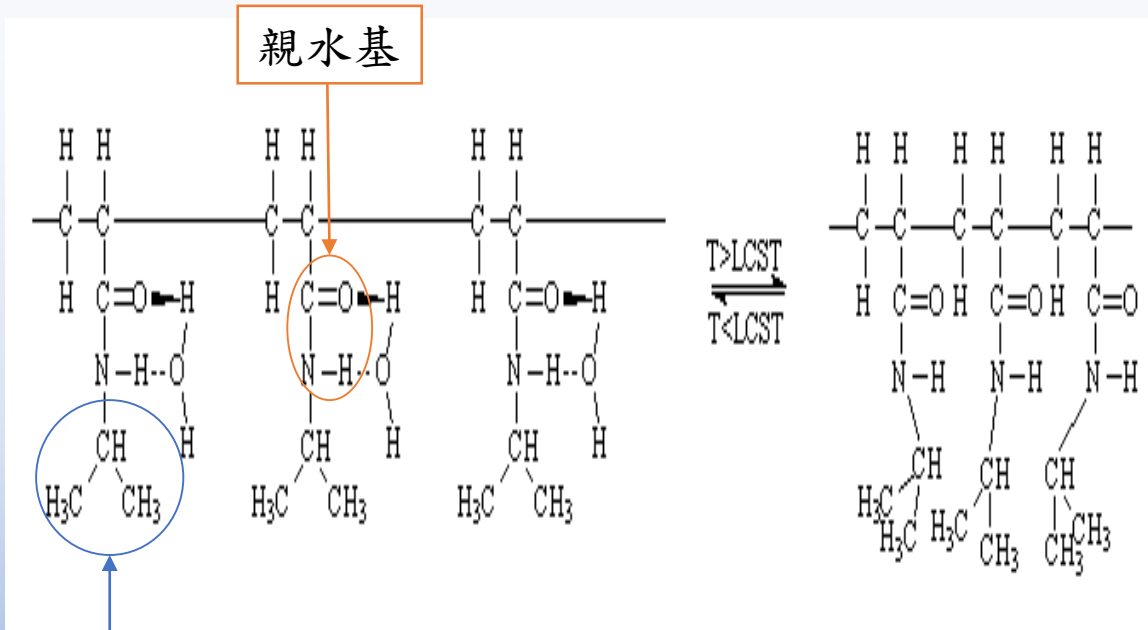 親水基
H H H H H H H H H H H H
C C C C C C C C C C C C
H C=O H H C=O H H C=O H H C=O H C=O H C=O
T>LCST
T<LCST
N-H--O N-H--O N-H--O N-H N-H N-H
CH H CH H CH H CH CH CH
H₃C CH₃ H₃C CH₃ H₃C CH₃ H₃C H₃C H₃C CH₃ CH₃ CH₃